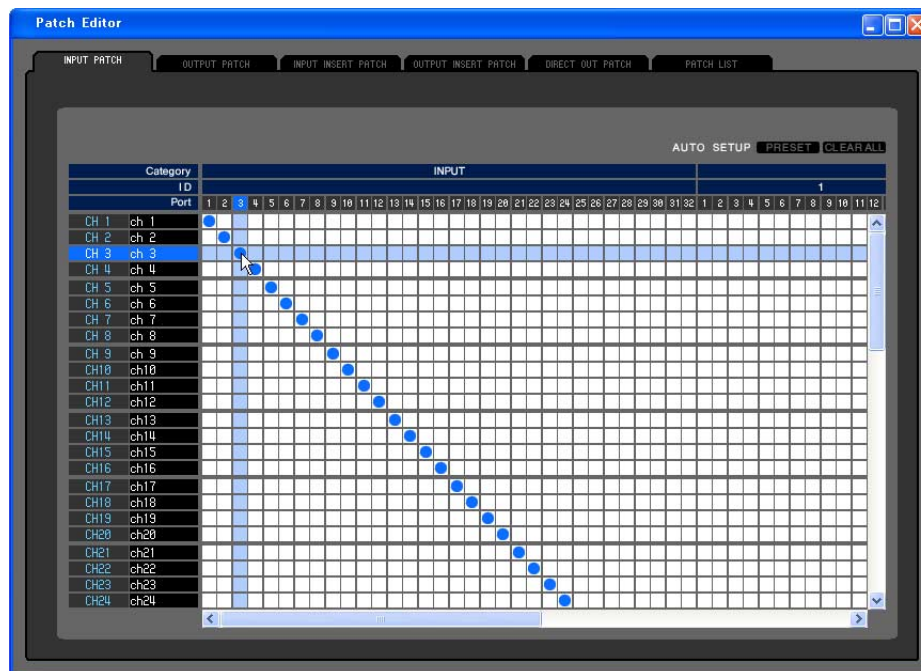 Patch Editor
INPUT PATCH OUTPUT PATCH INPUT INSERT PATCH OUTPUT INSERT PATCH DIRECT OUT PATCH PATCH LIST
AUTO SETUP PRESET CLEAR ALL
Category INPUT
ID 1
Port 1 2 3 4 5 6 7 8 9 10 11 12 13 14 15 16 17 18 19 20 21 22 23 24 25 26 27 28 29 30 31 32 1 2 3 4 5 6 7 8 9 10 11 12
CH 1 ch 1
CH 2 ch 2
CH 3 ch 3
CH 4 ch 4
CH 5 ch 5
CH 6 ch 6
CH 7 ch 7
CH 8 ch 8
CH 9 ch 9
CH10 ch10
CH11 ch11
CH12 ch12
CH13 ch13
CH14 ch14
CH15 ch15
CH16 ch16
CH17 ch17
CH18 ch18
CH19 ch19
CH20 ch20
CH21 ch21
CH22 ch22
CH23 ch23
CH24 ch24